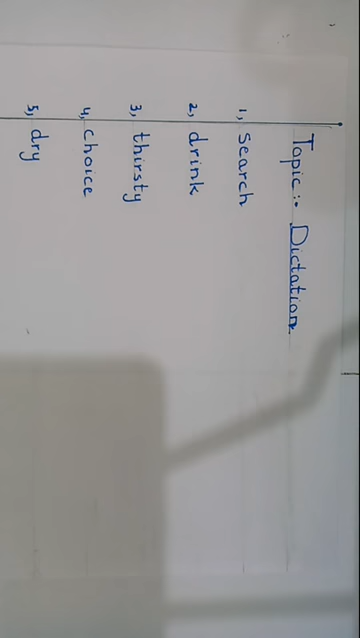 Topic:- Dictation.
1, search
2, drink
3, thirsty
4, choice
5, dry